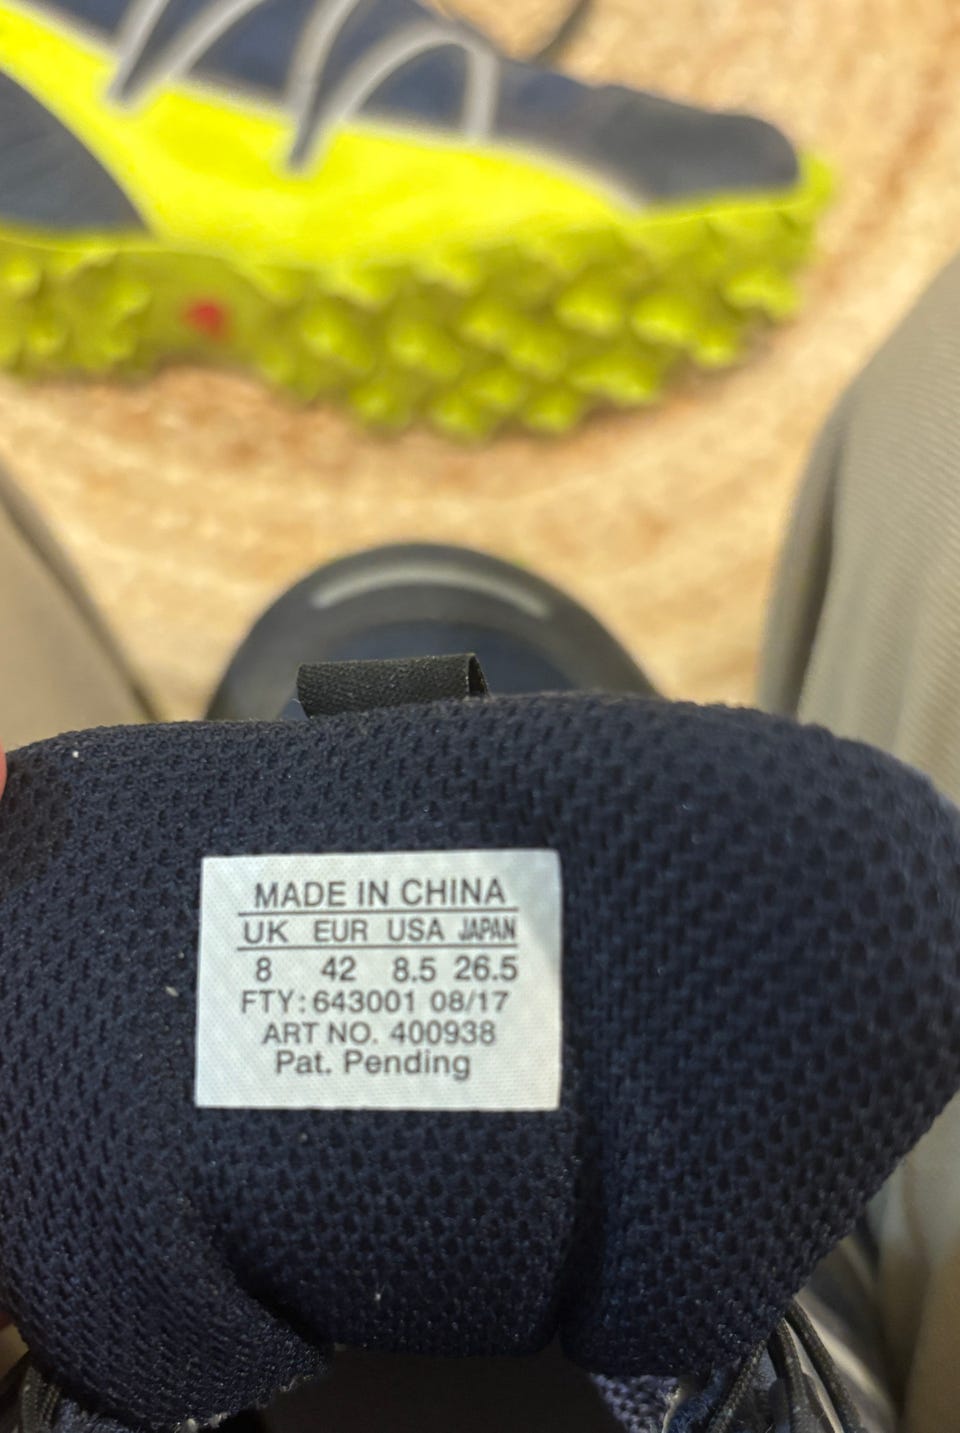 MADE IN CHINA
UK EUR USA JAPAN
8 42 8.5 26.5
FTY: 643001 08/17
ART NO. 400938
Pat. Pending